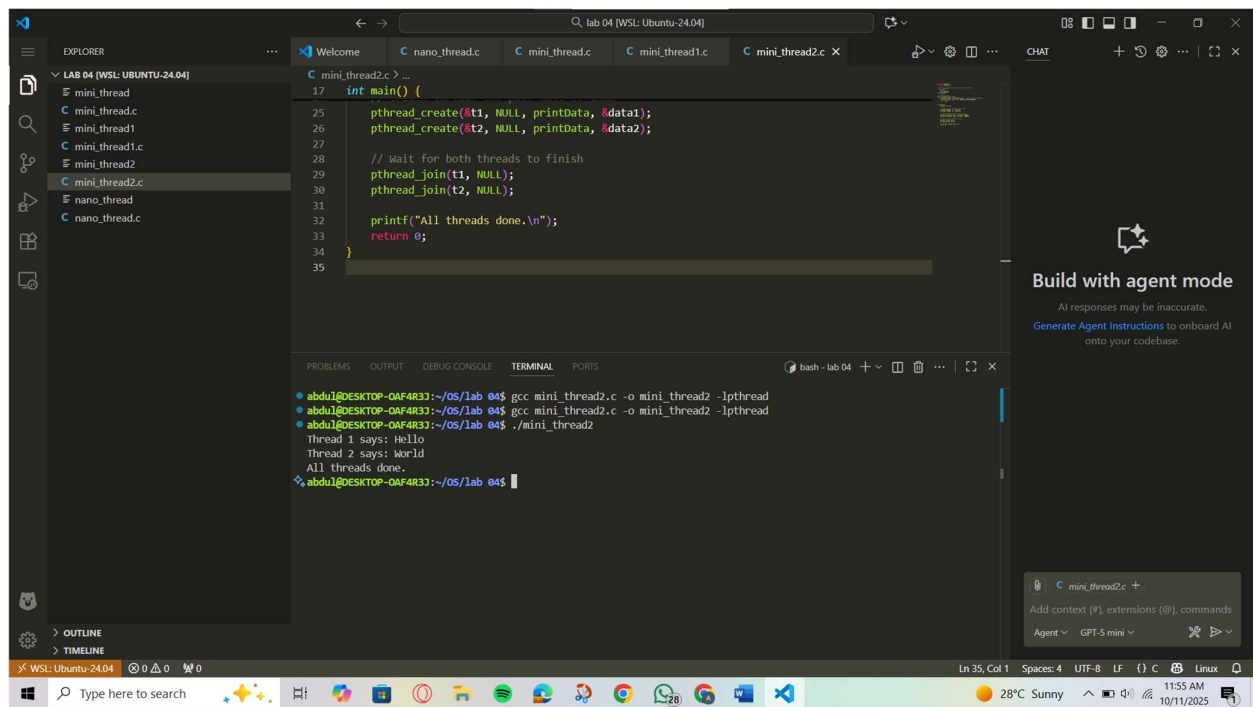 lab 04 [WSL: Ubuntu-24.04]
EXPLORER
LAB 04 [WSL: UBUNTU-24.04]
mini_thread
C mini_thread.c
mini_thread1
C mini_thread1.c
mini_thread2
C mini_thread2.c
nano_thread
C nano_thread.c
OUTLINE
TIMELINE
Welcome
C nano_thread.c
C mini_thread.c
C mini_thread1.c
C mini_thread2.c
C mini_thread2.c > ...
17 int main() {
25 pthread_create(&t1, NULL, printData, &data1);
26 pthread_create(&t2, NULL, printData, &data2);
27
28 // Wait for both threads to finish
29 pthread_join(t1, NULL);
30 pthread_join(t2, NULL);
31
32 printf("All threads done.\n");
33 return 0;
34 }
35
PROBLEMS OUTPUT DEBUG CONSOLE TERMINAL PORTS
bash - lab 04
abdul@DESKTOP-OAF4R3J:~/OS/lab 04$ gcc mini_thread2.c -o mini_thread2 -lpthread
abdul@DESKTOP-OAF4R3J:~/OS/lab 04$ gcc mini_thread2.c -o mini_thread2 -lpthread
abdul@DESKTOP-OAF4R3J:~/OS/lab 04$ ./mini_thread2
Thread 1 says: Hello
Thread 2 says: World
All threads done.
abdul@DESKTOP-OAF4R3J:~/OS/lab 04$
CHAT
Build with agent mode
AI responses may be inaccurate.
Generate Agent Instructions to onboard AI
onto your codebase.
C mini_thread2.c +
Add context (#), extensions (@), commands
Agent GPT-5 mini
WSL: Ubuntu-24.04 0 0 0
Ln 35, Col 1 Spaces: 4 UTF-8 LF {} C Linux
Type here to search
28
28°C Sunny
11:55 AM
10/11/2025
1